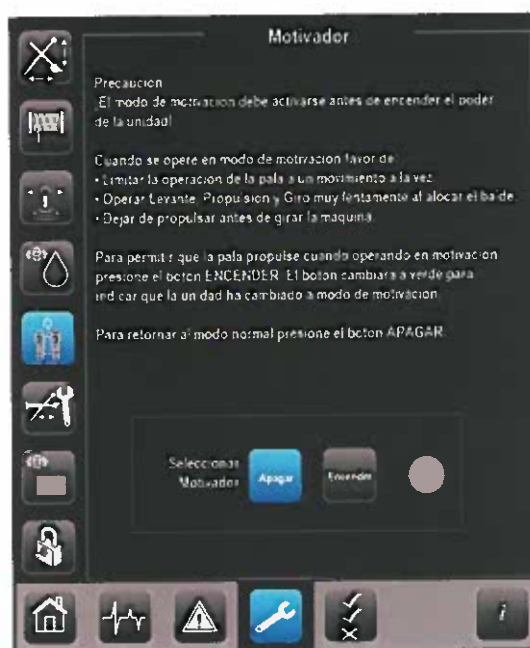 Motivador
Precaucion
¡El modo de motivacion debe activarse antes de encender el poder
de la unidad!
Cuando se opere en modo de motivacion favor de
• Limitar la operacion de la pala a un movimiento a la vez
• Operar Levante, Propulsion y Giro muy lentamente al alocar el balde.
• Dejar de propulsar antes de girar la maquina.
Para permitir que la pala propulse cuando operando en motivacion
presione el boton ENCENDER. El boton cambiara a verde para
indicar que la unidad ha cambiado a modo de motivacion.
Para retornar al modo normal presione el boton APAGAR.
Seleccionar
Motivador
Apagar
Encender
i